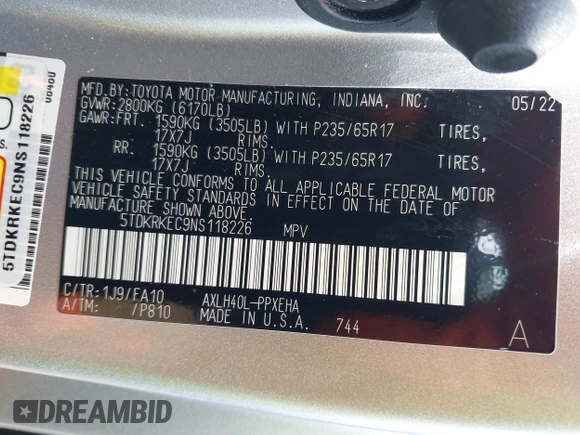 MFD.BY:TOYOTA MOTOR MANUFACTURING, INDIANA, INC. 05/22
GVWR:2800KG (6170LB)
GAWR:FRT. 1590KG (3505LB) WITH P235/65R17 TIRES,
17X7J RIMS.
RR. 1590KG (3505LB) WITH P235/65R17 TIRES,
17X7J RIMS.
THIS VEHICLE CONFORMS TO ALL APPLICABLE FEDERAL MOTOR
VEHICLE SAFETY STANDARDS IN EFFECT ON THE DATE OF
MANUFACTURE SHOWN ABOVE.
5TDKRKEC9NS118226 MPV
C/TR:1J9/FA10 AXLH40L-PPXEHA
A/TM: /P810 MADE IN U.S.A. 744 A
5TDKRKEC9NS118226
DREAMBID